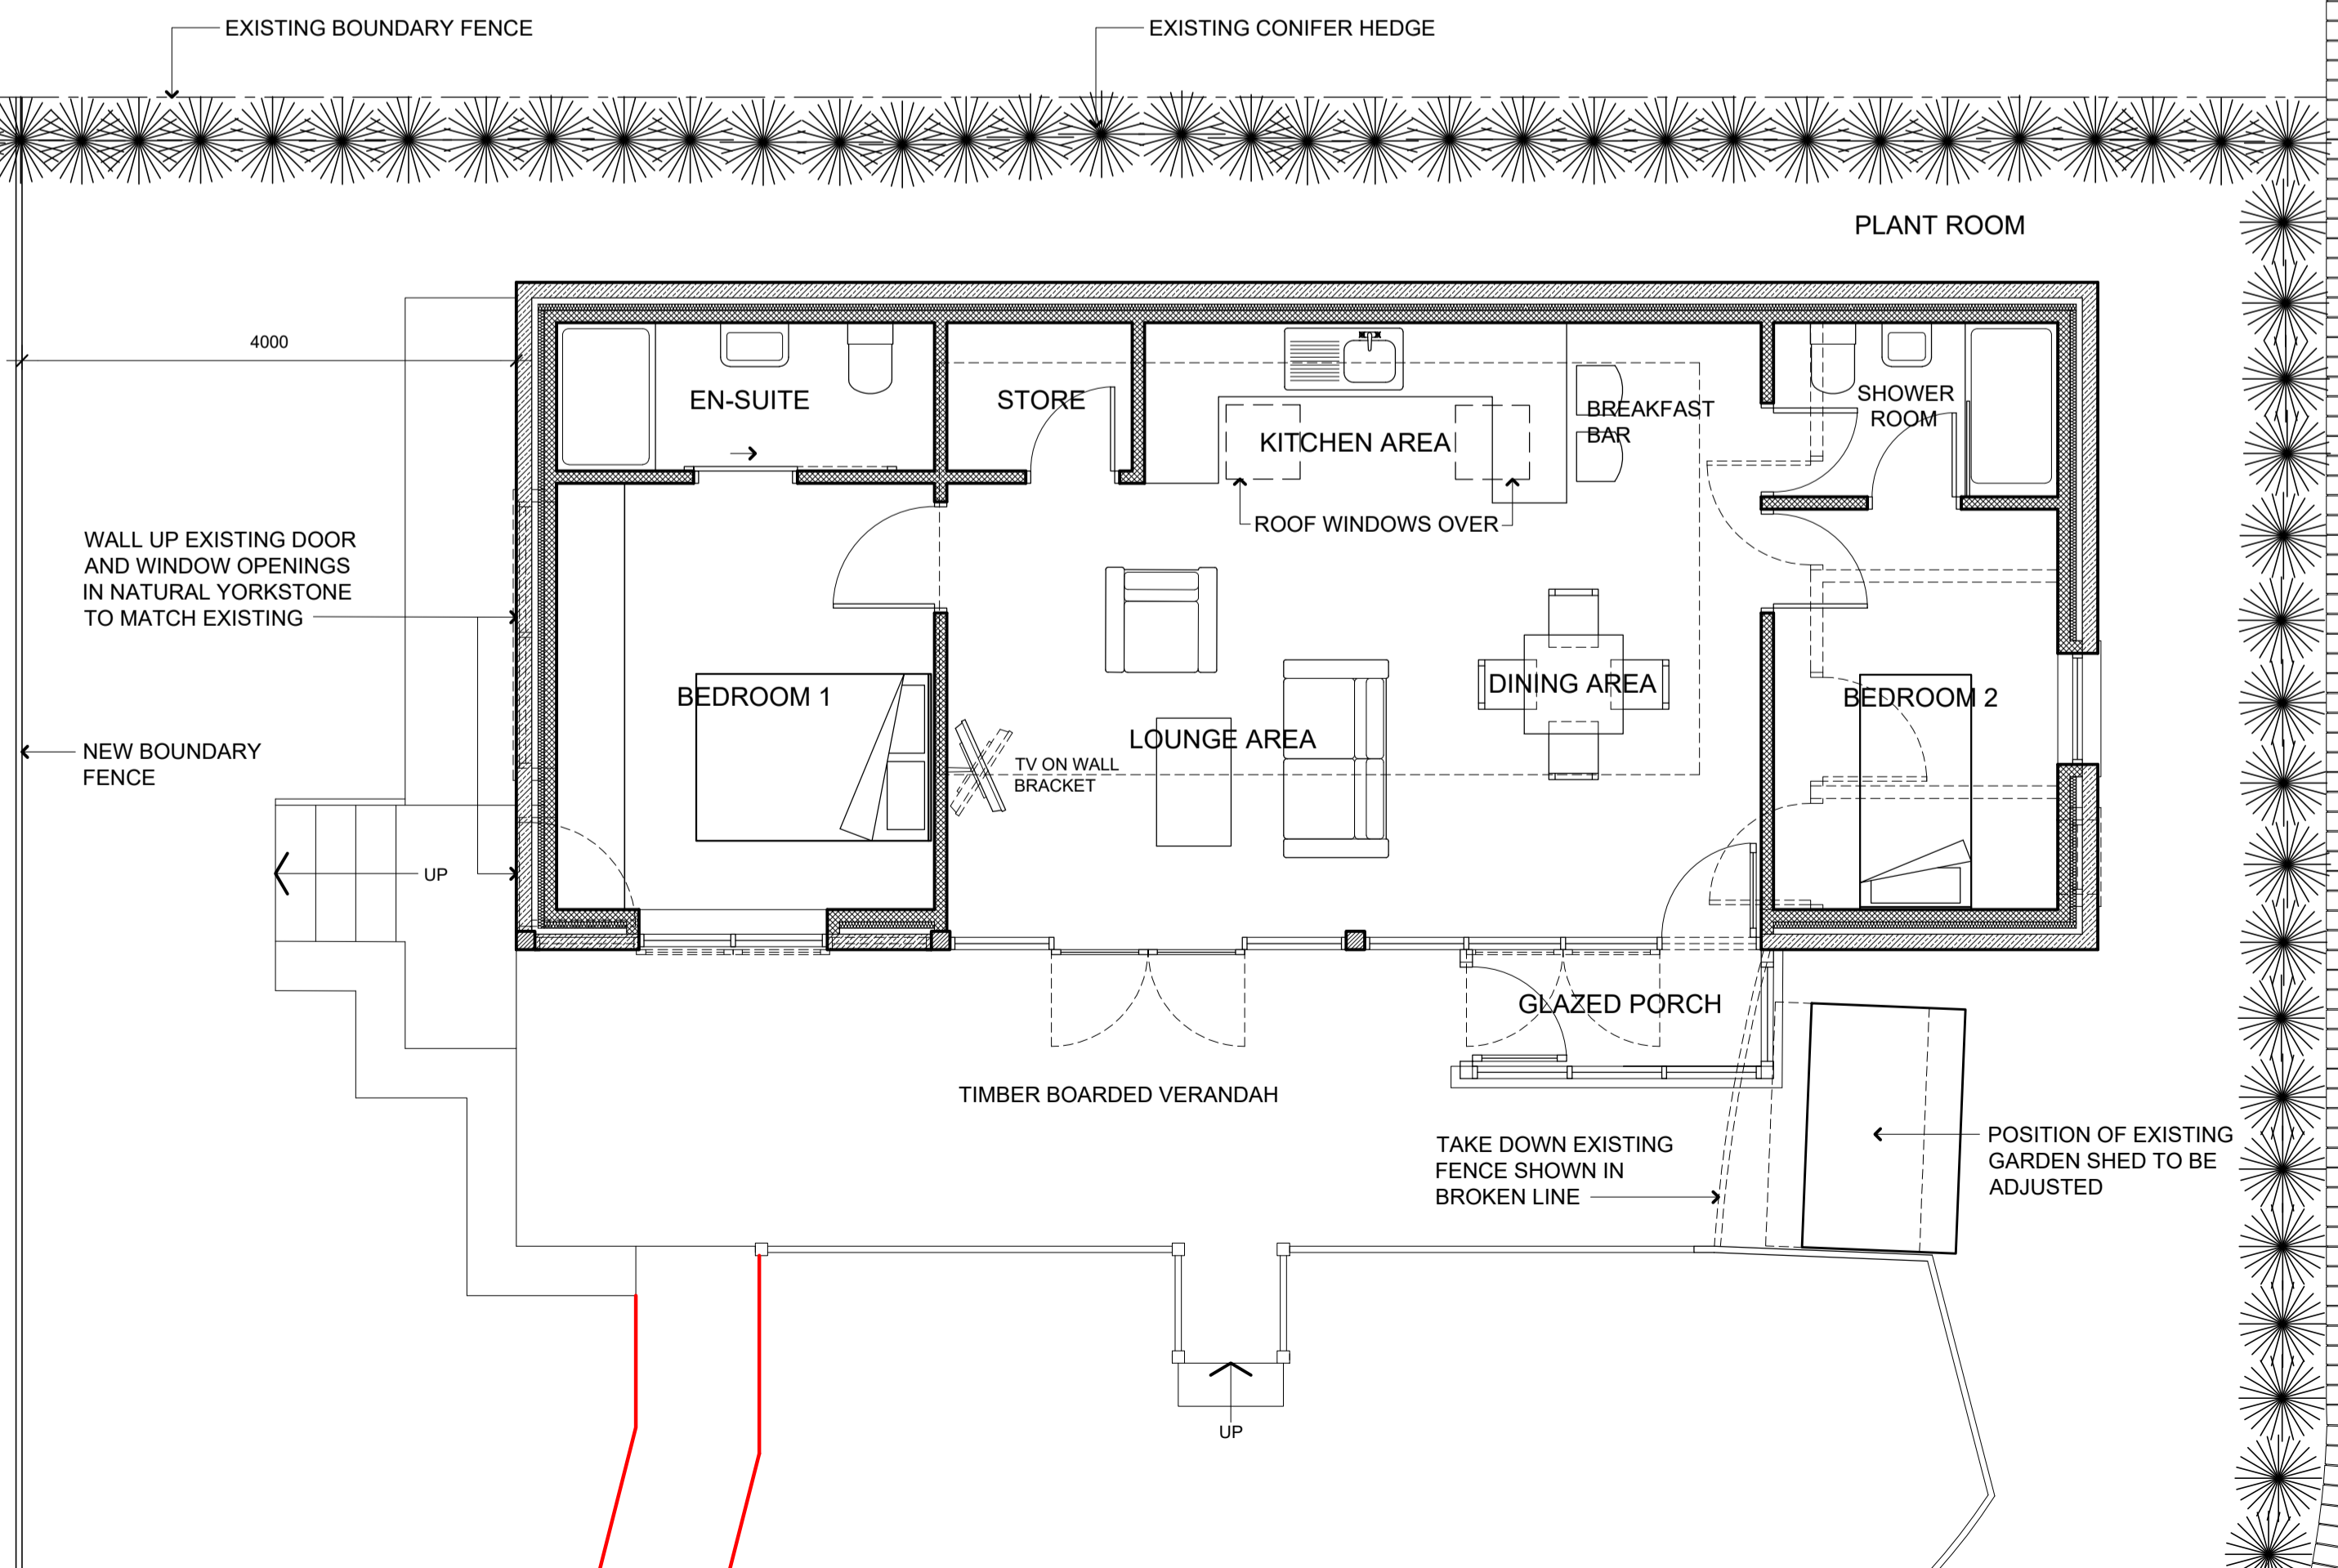 EXISTING BOUNDARY FENCE
EXISTING CONIFER HEDGE
PLANT ROOM
4000
EN-SUITE
STORE
KITCHEN AREA
BREAKFAST
BAR
SHOWER
ROOM
ROOF WINDOWS OVER
WALL UP EXISTING DOOR
AND WINDOW OPENINGS
IN NATURAL YORKSTONE
TO MATCH EXISTING
BEDROOM 1
LOUNGE AREA
DINING AREA
BEDROOM 2
TV ON WALL
BRACKET
NEW BOUNDARY
FENCE
UP
GLAZED PORCH
TIMBER BOARDED VERANDAH
TAKE DOWN EXISTING
FENCE SHOWN IN
BROKEN LINE
POSITION OF EXISTING
GARDEN SHED TO BE
ADJUSTED
UP